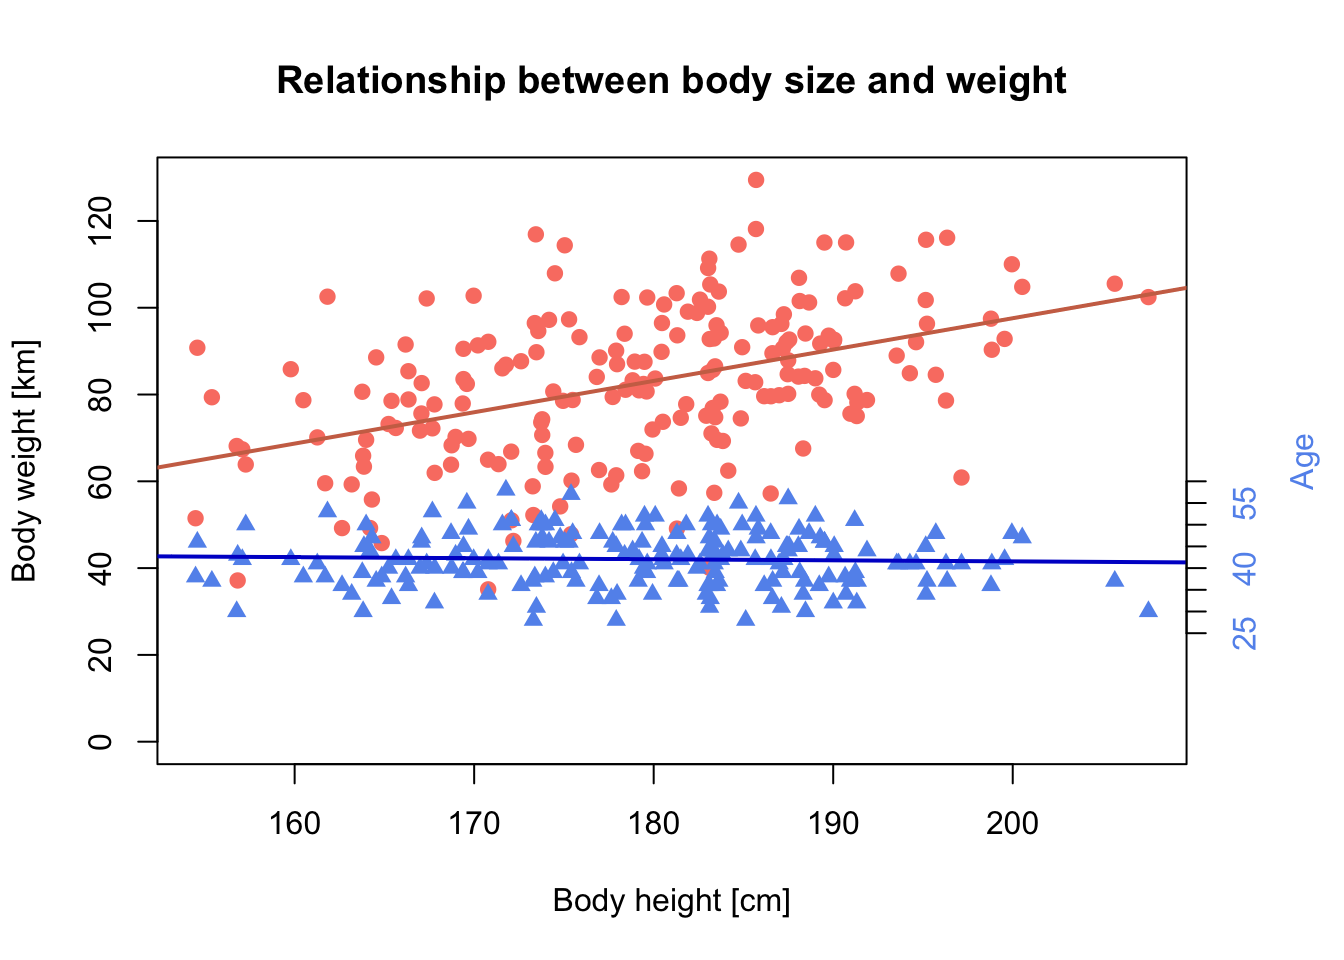 Relationship between body size and weight
Body weight [km]
0 20 40 60 80 100 120
160 170 180 190 200
Body height [cm]
25 40 55
Age